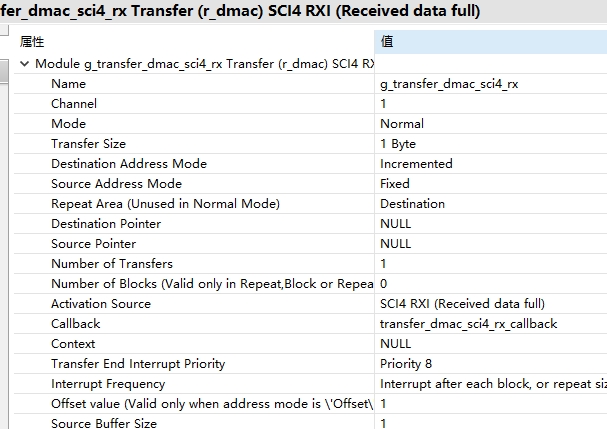 fer_dmac_sci4_rx Transfer (r_dmac) SCI4 RXI (Received data full)
属性 值
Module g_transfer_dmac_sci4_rx Transfer (r_dmac) SCI4 RX
Name g_transfer_dmac_sci4_rx
Channel 1
Mode Normal
Transfer Size 1 Byte
Destination Address Mode Incremented
Source Address Mode Fixed
Repeat Area (Unused in Normal Mode) Destination
Destination Pointer NULL
Source Pointer NULL
Number of Transfers 1
Number of Blocks (Valid only in Repeat,Block or Repea 0
Activation Source SCI4 RXI (Received data full)
Callback transfer_dmac_sci4_rx_callback
Context NULL
Transfer End Interrupt Priority Priority 8
Interrupt Frequency Interrupt after each block, or repeat siz
Offset value (Valid only when address mode is \'Offset\ 1
Source Buffer Size 1